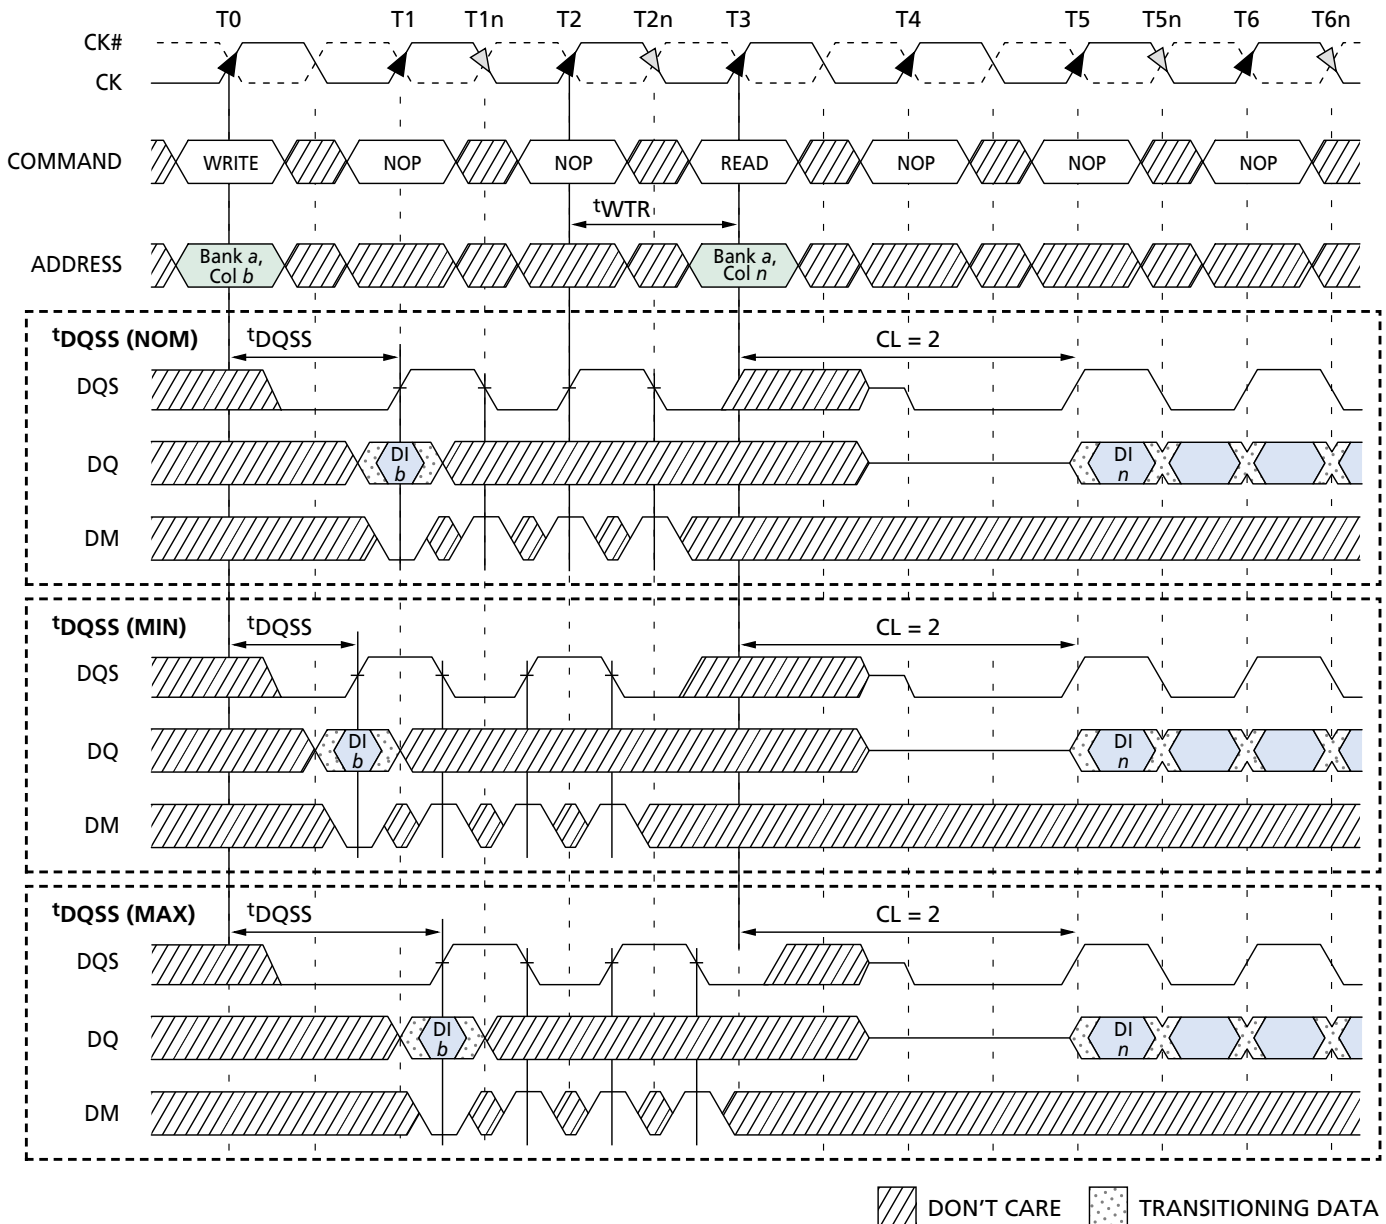 T0 T1 T1n T2 T2n T3 T4 T5 T5n T6 T6n
CK#
CK
COMMAND WRITE NOP NOP READ NOP NOP NOP
tWTR
ADDRESS Bank a, Col b Bank a, Col n
tDQSS (NOM) tDQSS CL = 2
DQS
DQ DI b DI n
DM
tDQSS (MIN) tDQSS CL = 2
DQS
DQ DI b DI n
DM
tDQSS (MAX) tDQSS CL = 2
DQS
DQ DI b DI n
DM
DON'T CARE TRANSITIONING DATA